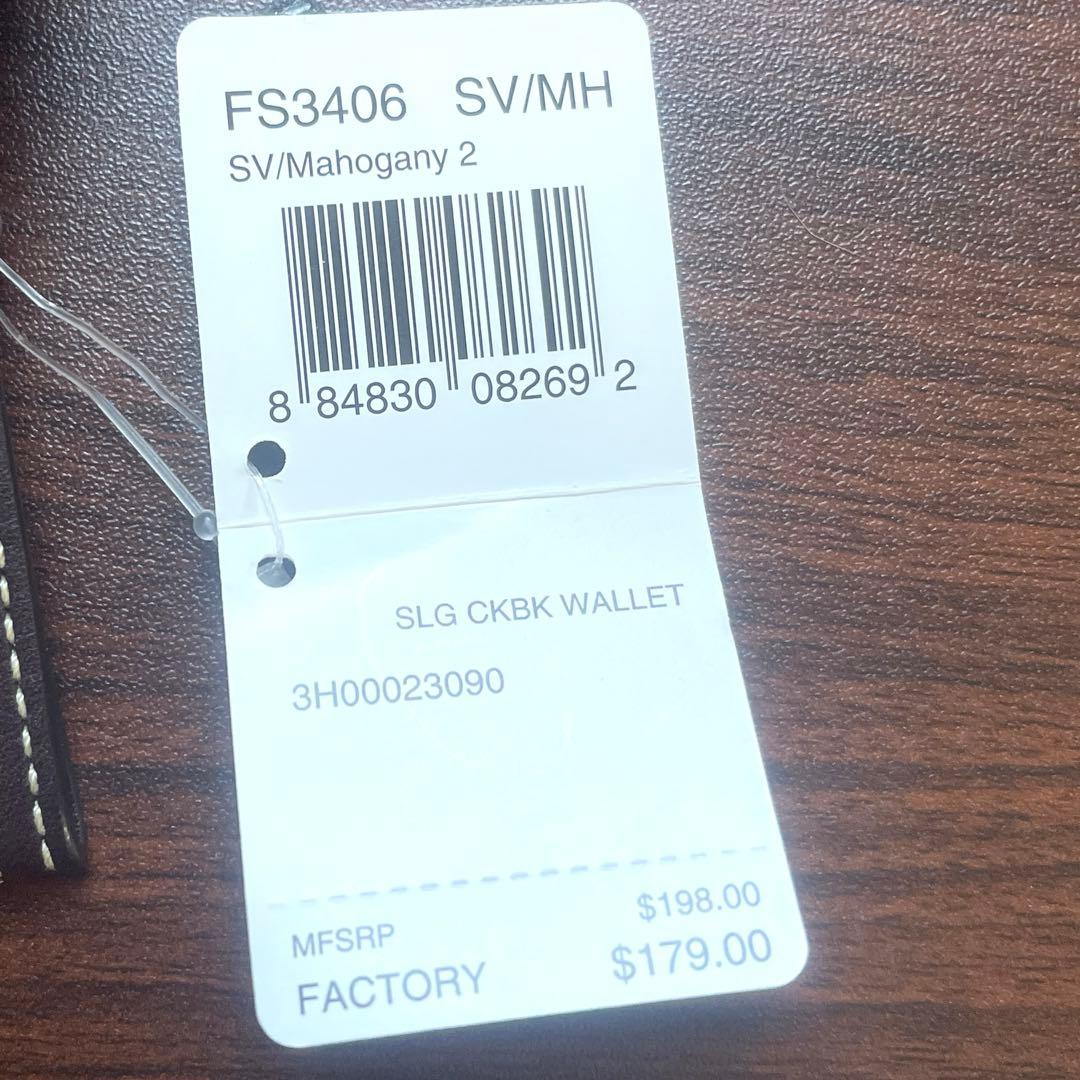 FS3406 SV/MH
SV/Mahogany 2
8 84830 08269 2
SLG CKBK WALLET
3H00023090
MFSRP $198.00
FACTORY $179.00